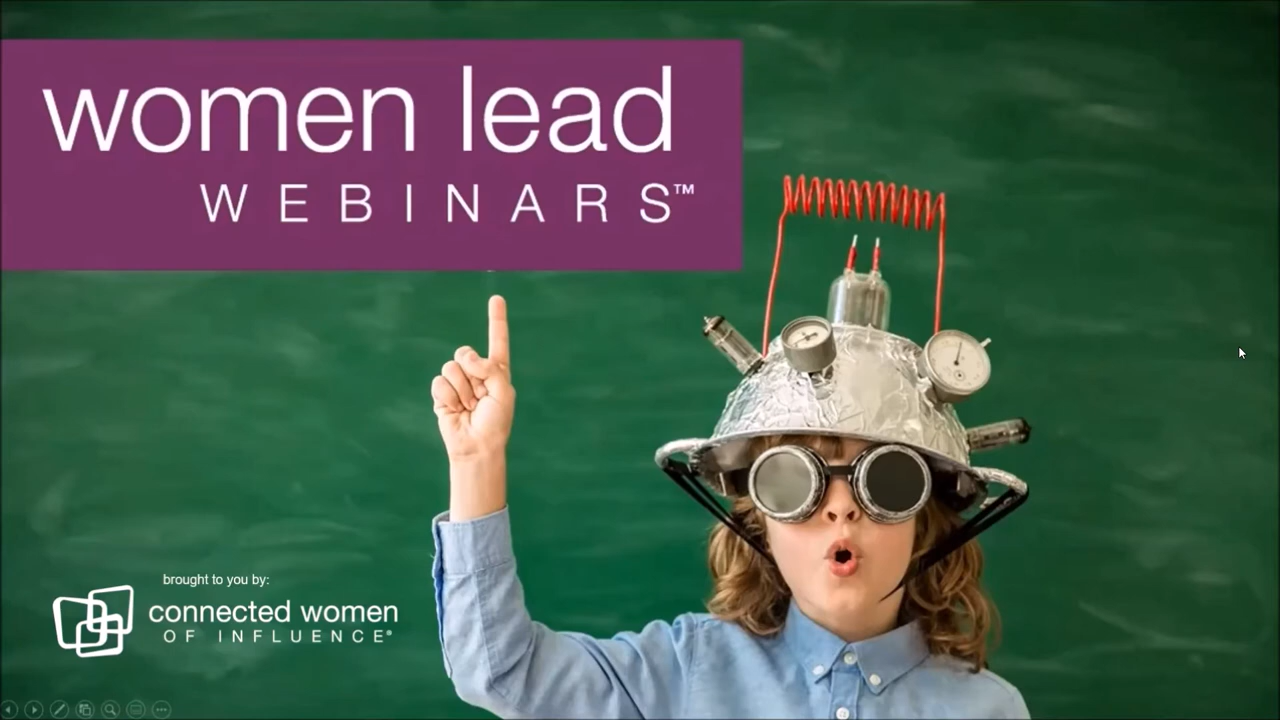 women lead
WEBINARS™
brought to you by:
connected women
OF INFLUENCE®